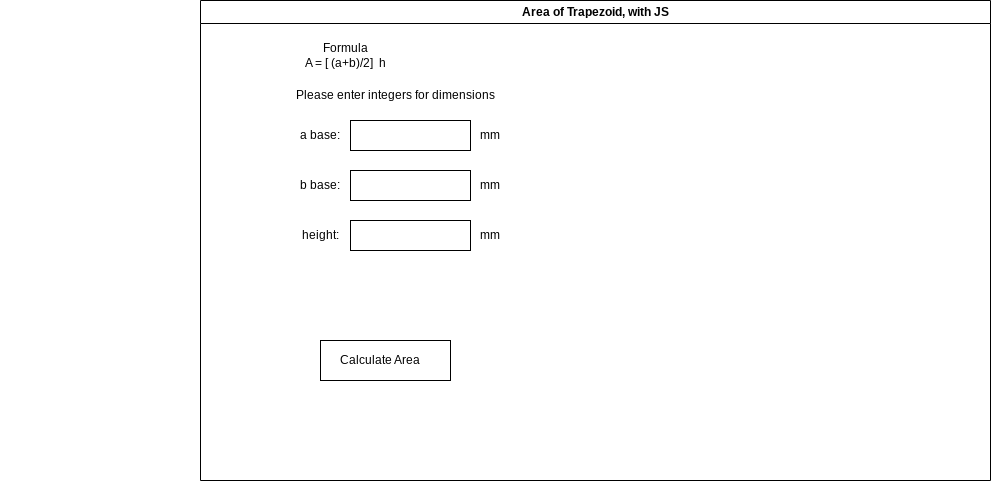 Area of Trapezoid, with JS
Formula
A = [ (a+b)/2]  h
Please enter integers for dimensions
a base: mm
b base: mm
height: mm
Calculate Area